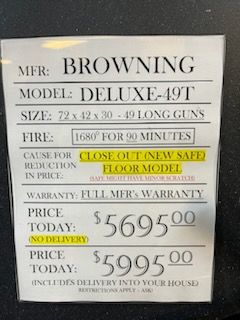 MFR: BROWNING
MODEL: DELUXE-49T
SIZE: 72 x 42 x 30 - 49 LONG GUNS
FIRE: 1680° FOR 90 MINUTES
CAUSE FOR REDUCTION IN PRICE: CLOSE OUT (NEW SAFE)
FLOOR MODEL
(SAFE MIGHT HAVE MINOR SCRATCH)
WARRANTY: FULL MFR's WARRANTY
PRICE TODAY: $5695.00
(NO DELIVERY)
PRICE TODAY: $5995.00
(INCLUDES DELIVERY INTO YOUR HOUSE)
RESTRICTIONS APPLY - ASK!